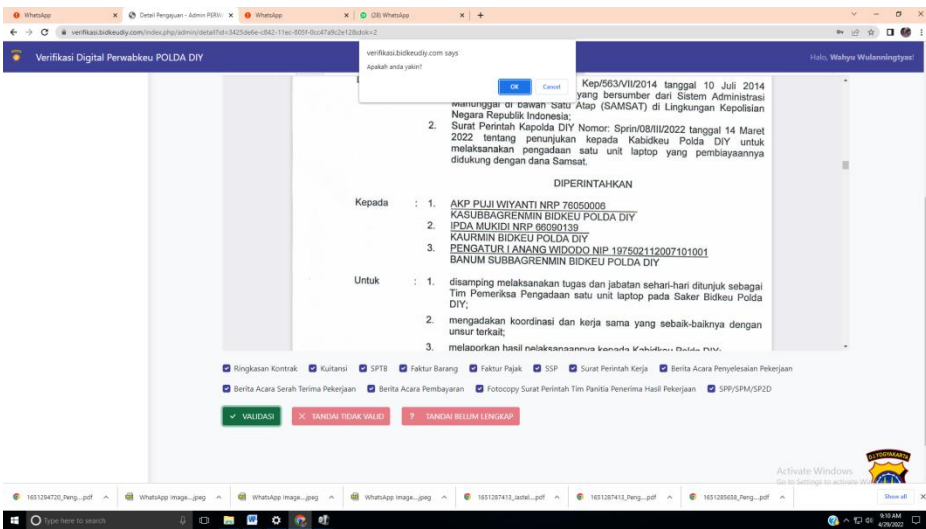 WhatsApp
Detail Pengajuan - Admin PERW
WhatsApp
(28) WhatsApp
verifikasi.bidkeudiy.com/index.php/admin/detail?id=3425de6e-c642-11ec-805f-0cc47a9c2e128&dok=2
Verifikasi Digital Perwabkeu POLDA DIY
Halo, Wahyu Wulanningtyas!
verifikasi.bidkeudiy.com says
Apakah anda yakin?
OK Cancel
Kep/563/VII/2014 tanggal 10 Juli 2014
yang bersumber dari Sistem Administrasi
Manunggal di bawah Satu Atap (SAMSAT) di Lingkungan Kepolisian
Negara Republik Indonesia;
2. Surat Perintah Kapolda DIY Nomor: Sprin/08/III/2022 tanggal 14 Maret
2022 tentang penunjukan kepada Kabidkeu Polda DIY untuk
melaksanakan pengadaan satu unit laptop yang pembiayaannya
didukung dengan dana Samsat.
DIPERINTAHKAN
Kepada : 1. AKP PUJI WIYANTI NRP 76050006
KASUBBAGRENMIN BIDKEU POLDA DIY
2. IPDA MUKIDI NRP 66090139
KAURMIN BIDKEU POLDA DIY
3. PENGATUR I ANANG WIDODO NIP 197502112007101001
BANUM SUBBAGRENMIN BIDKEU POLDA DIY
Untuk : 1. disamping melaksanakan tugas dan jabatan sehari-hari ditunjuk sebagai
Tim Pemeriksa Pengadaan satu unit laptop pada Saker Bidkeu Polda
DIY;
2. mengadakan koordinasi dan kerja sama yang sebaik-baiknya dengan
unsur terkait;
3. melaporkan hasil pelaksanaannya kepada Kabidkeu Polda DIY;
Ringkasan Kontrak Kuitansi SPTB Faktur Barang Faktur Pajak SSP Surat Perintah Kerja Berita Acara Penyelesaian Pekerjaan
Berita Acara Serah Terima Pekerjaan Berita Acara Pembayaran Fotocopy Surat Perintah Tim Panitia Penerima Hasil Pekerjaan SPP/SPM/SP2D
VALIDASI TANDAI TIDAK VALID ? TANDAI BELUM LENGKAP
D.I. YOGYAKARTA
Activate Windows
Go to Settings to activate
1651294720_Peng...pdf WhatsApp Image...jpeg WhatsApp Image...jpeg WhatsApp Image...jpeg 1651287413_Jastel...pdf 1651287413_Peng...pdf 1651285658_Peng...pdf Show all
Type here to search
9:10 AM
4/29/2022